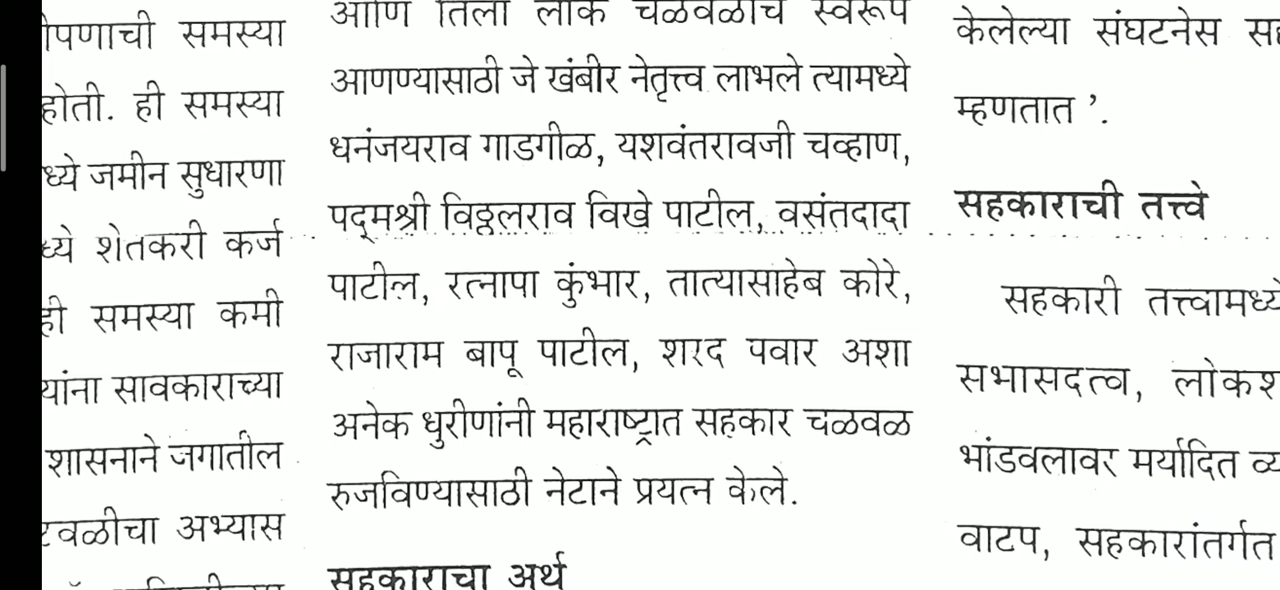 समस्या
होती. ही समस्या
ध्ये जमीन सुधारणा
ध्ये शेतकरी कर्ज
ही समस्या कमी
यांना सावकाराच्या
शासनाने जगातील
अभ्यास
आणि तिला लोक चळवळीचे स्वरूप
आणण्यासाठी जे खंबीर नेतृत्त्व लाभले त्यामध्ये
धनंजयराव गाडगीळ, यशवंतरावजी चव्हाण,
पद्मश्री विठ्ठलराव विखे पाटील, वसंतदादा
पाटील, रत्नापा कुंभार, तात्यासाहेब कोरे,
राजाराम बापू पाटील, शरद पवार अशा
अनेक धुरीणांनी महाराष्ट्रात सहकार चळवळ
रुजविण्यासाठी नेटाने प्रयत्न केले.
सहकाराचा अर्थ
केलेल्या संघटनेस
म्हणतात ’.
सहकाराची तत्त्वे
सहकारी तत्त्वामध्ये
सभासदत्व,
भांडवलावर मर्यादित
वाटप, सहकारांतर्गत